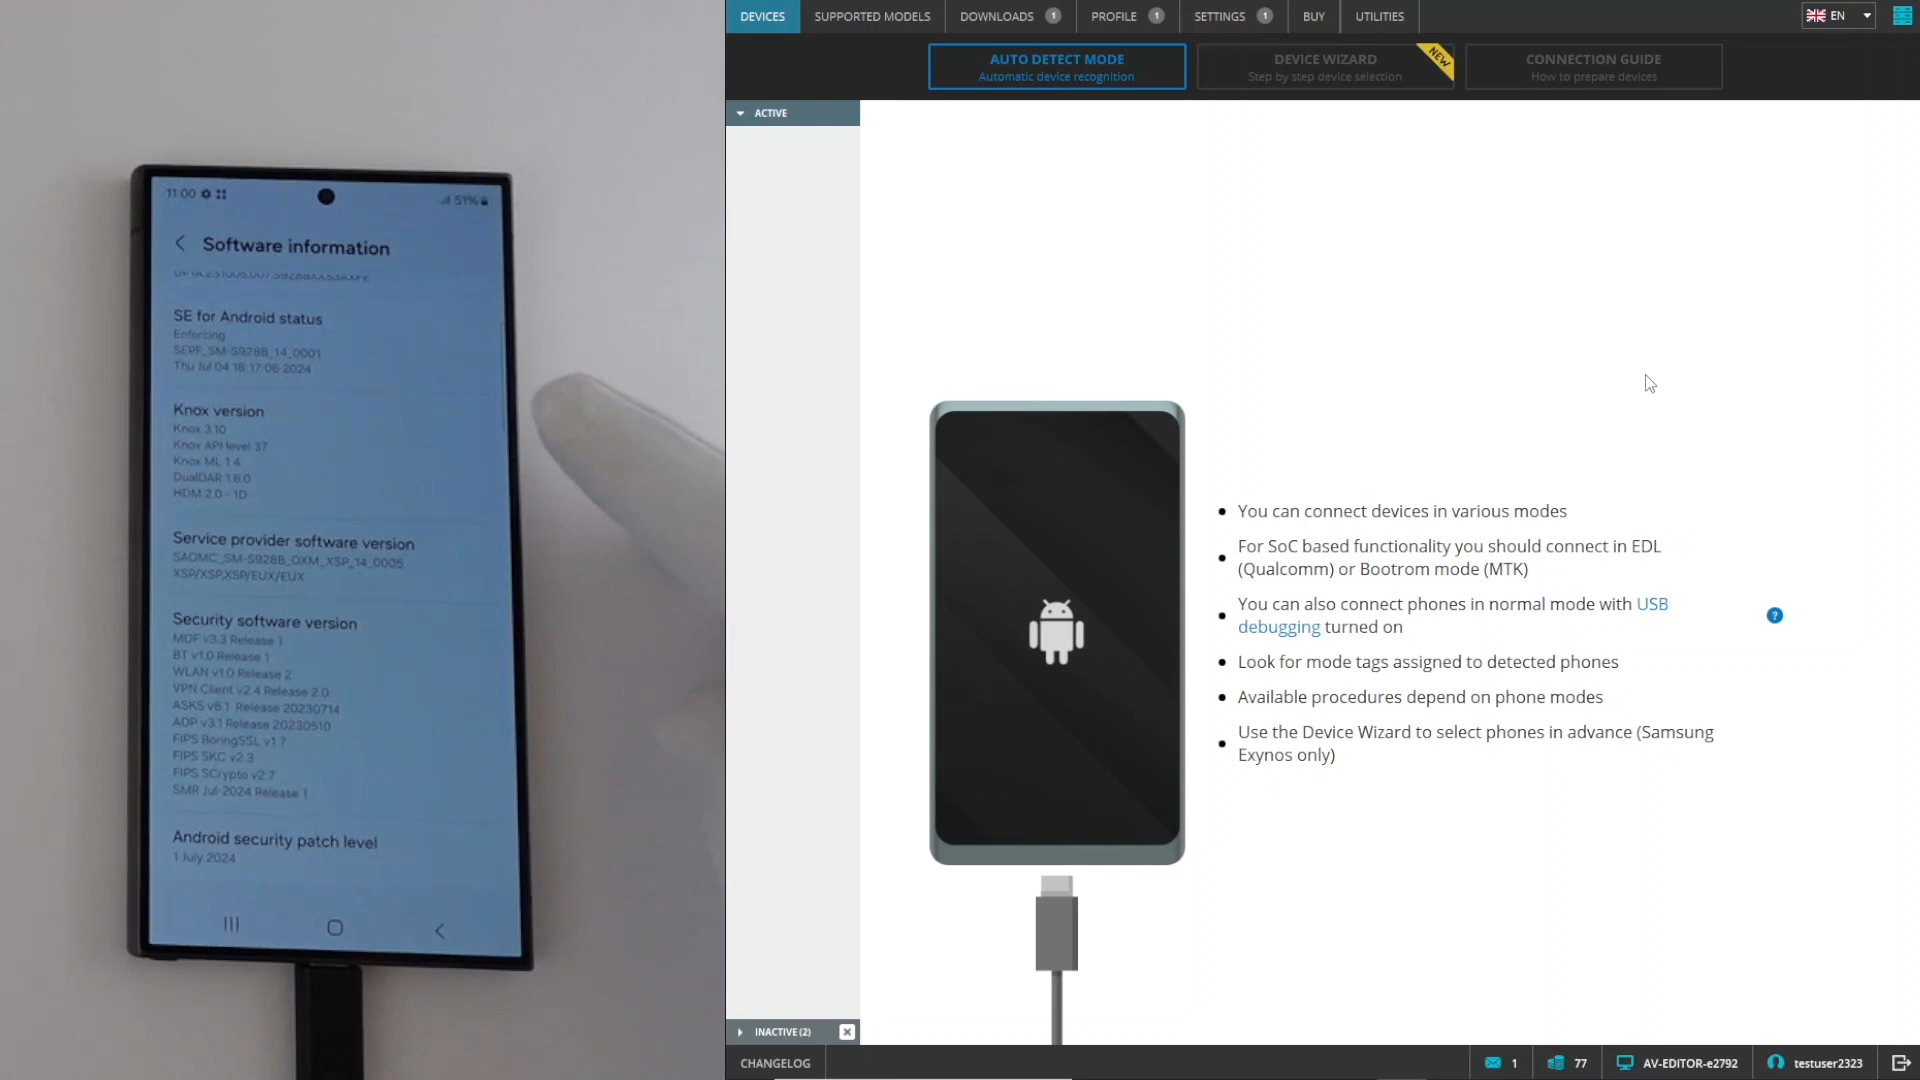 11:00
51%
Software information
SE for Android status
Enforcing
SEPF_SM-S928B_14_0001
Thu Jul 04 18:17:06 2024
Knox version
Knox 3.10
Knox API level 37
Knox ML 1.4
DualDAR 1.6.0
HDM 2.0 - 1D
Service provider software version
SAOMC_SM-S928B_OXM_XSP_14_0005
XSP/XSP,XSP/EUX/EUX
Security software version
MDF v3.3 Release 1
BT v1.0 Release 1
WLAN v1.0 Release 2
VPN Client v2.4 Release 2.0
ASKS v8.1 Release 20230714
ADP v3.1 Release 20230510
FIPS BoringSSL v1.7
FIPS SKC v2.3
FIPS SCrypto v2.7
SMR Jul-2024 Release 1
Android security patch level
1 July 2024
DEVICES
SUPPORTED MODELS
DOWNLOADS 1
PROFILE 1
SETTINGS 1
BUY
UTILITIES
EN
AUTO DETECT MODE
Automatic device recognition
DEVICE WIZARD
Step by step device selection
NEW
CONNECTION GUIDE
How to prepare devices
ACTIVE
• You can connect devices in various modes
• For SoC based functionality you should connect in EDL
(Qualcomm) or Bootrom mode (MTK)
• You can also connect phones in normal mode with USB
debugging turned on
?
• Look for mode tags assigned to detected phones
• Available procedures depend on phone modes
• Use the Device Wizard to select phones in advance (Samsung
Exynos only)
INACTIVE (2)
CHANGELOG
1
77
AV-EDITOR-e2792
testuser2323